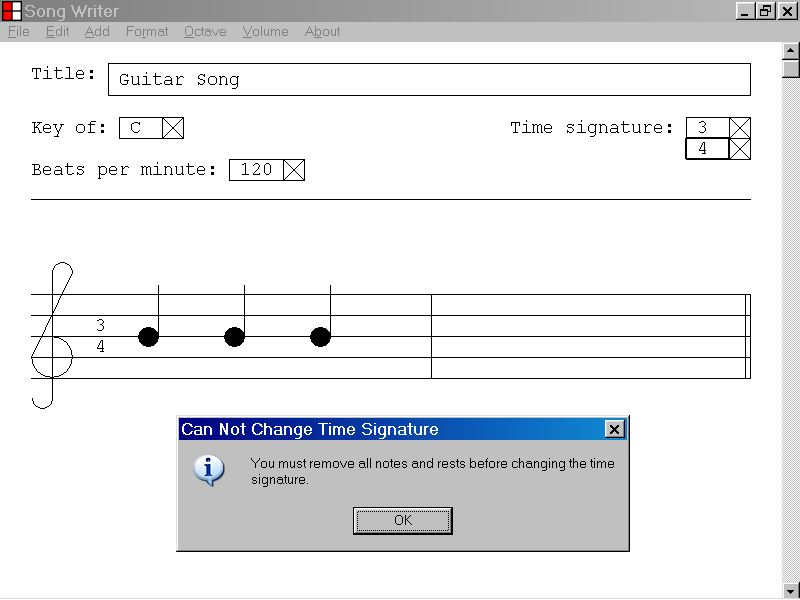 Song Writer
File Edit Add Format Octave Volume About
Title: Guitar Song
Key of: C
Time signature: 3
4
Beats per minute: 120
3
4
Can Not Change Time Signature
You must remove all notes and rests before changing the time
signature.
OK